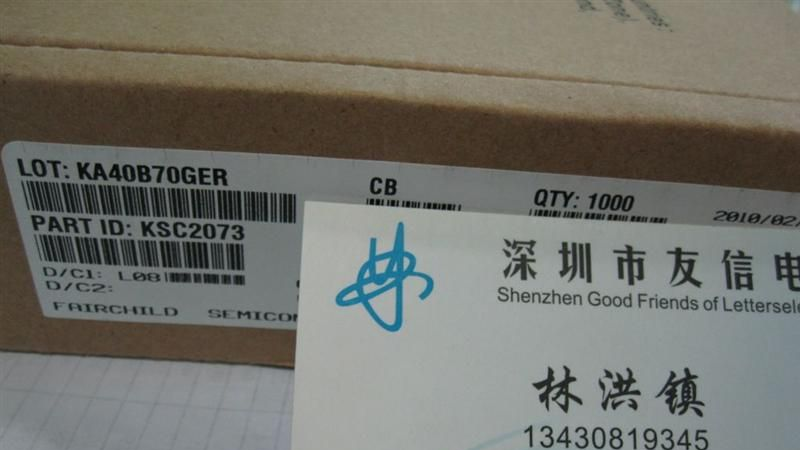 LOT: KA40B70GER
CB
QTY: 1000
2010/02/
PART ID: KSC2073
D/C1: L08
D/C2:
FAIRCHILD SEMICON
深圳市友信电
Shenzhen Good Friends of Lettersele
林洪镇
13430819345